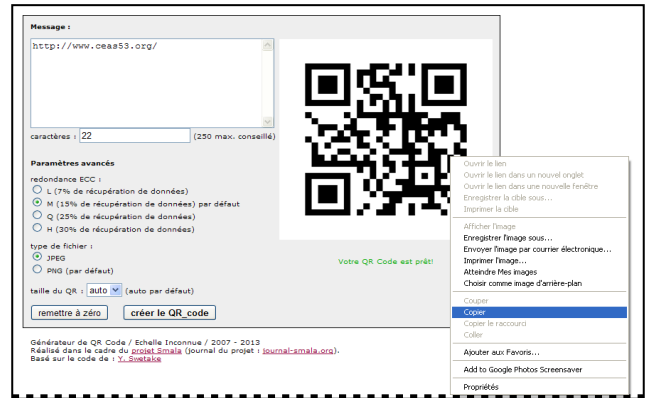 Message :
http://www.ceas53.org/
caractères : 22 (250 max. conseillé)
Paramètres avancés
redondance ECC :
L (7% de récupération de données)
M (15% de récupération de données) par défaut
Q (25% de récupération de données)
H (30% de récupération de données)
type de fichier :
JPEG
PNG (par défaut)
taille du QR : auto (auto par défaut)
remettre à zéro créer le QR_code
Votre QR Code est prêt!
Générateur de QR Code / Echelle Inconnue / 2007 - 2013
Réalisé dans le cadre du projet Smala (journal du projet : journal-smala.org).
Basé sur le code de : Y. Swetake
Ouvrir le lien
Ouvrir le lien dans un nouvel onglet
Ouvrir le lien dans une nouvelle fenêtre
Enregistrer la cible sous...
Imprimer la cible
Afficher l'image
Enregistrer l'image sous...
Envoyer l'image par courrier électronique...
Imprimer l'image...
Atteindre Mes images
Choisir comme image d'arrière-plan
Couper
Copier
Copier le raccourci
Coller
Ajouter aux Favoris...
Add to Google Photos Screensaver
Propriétés